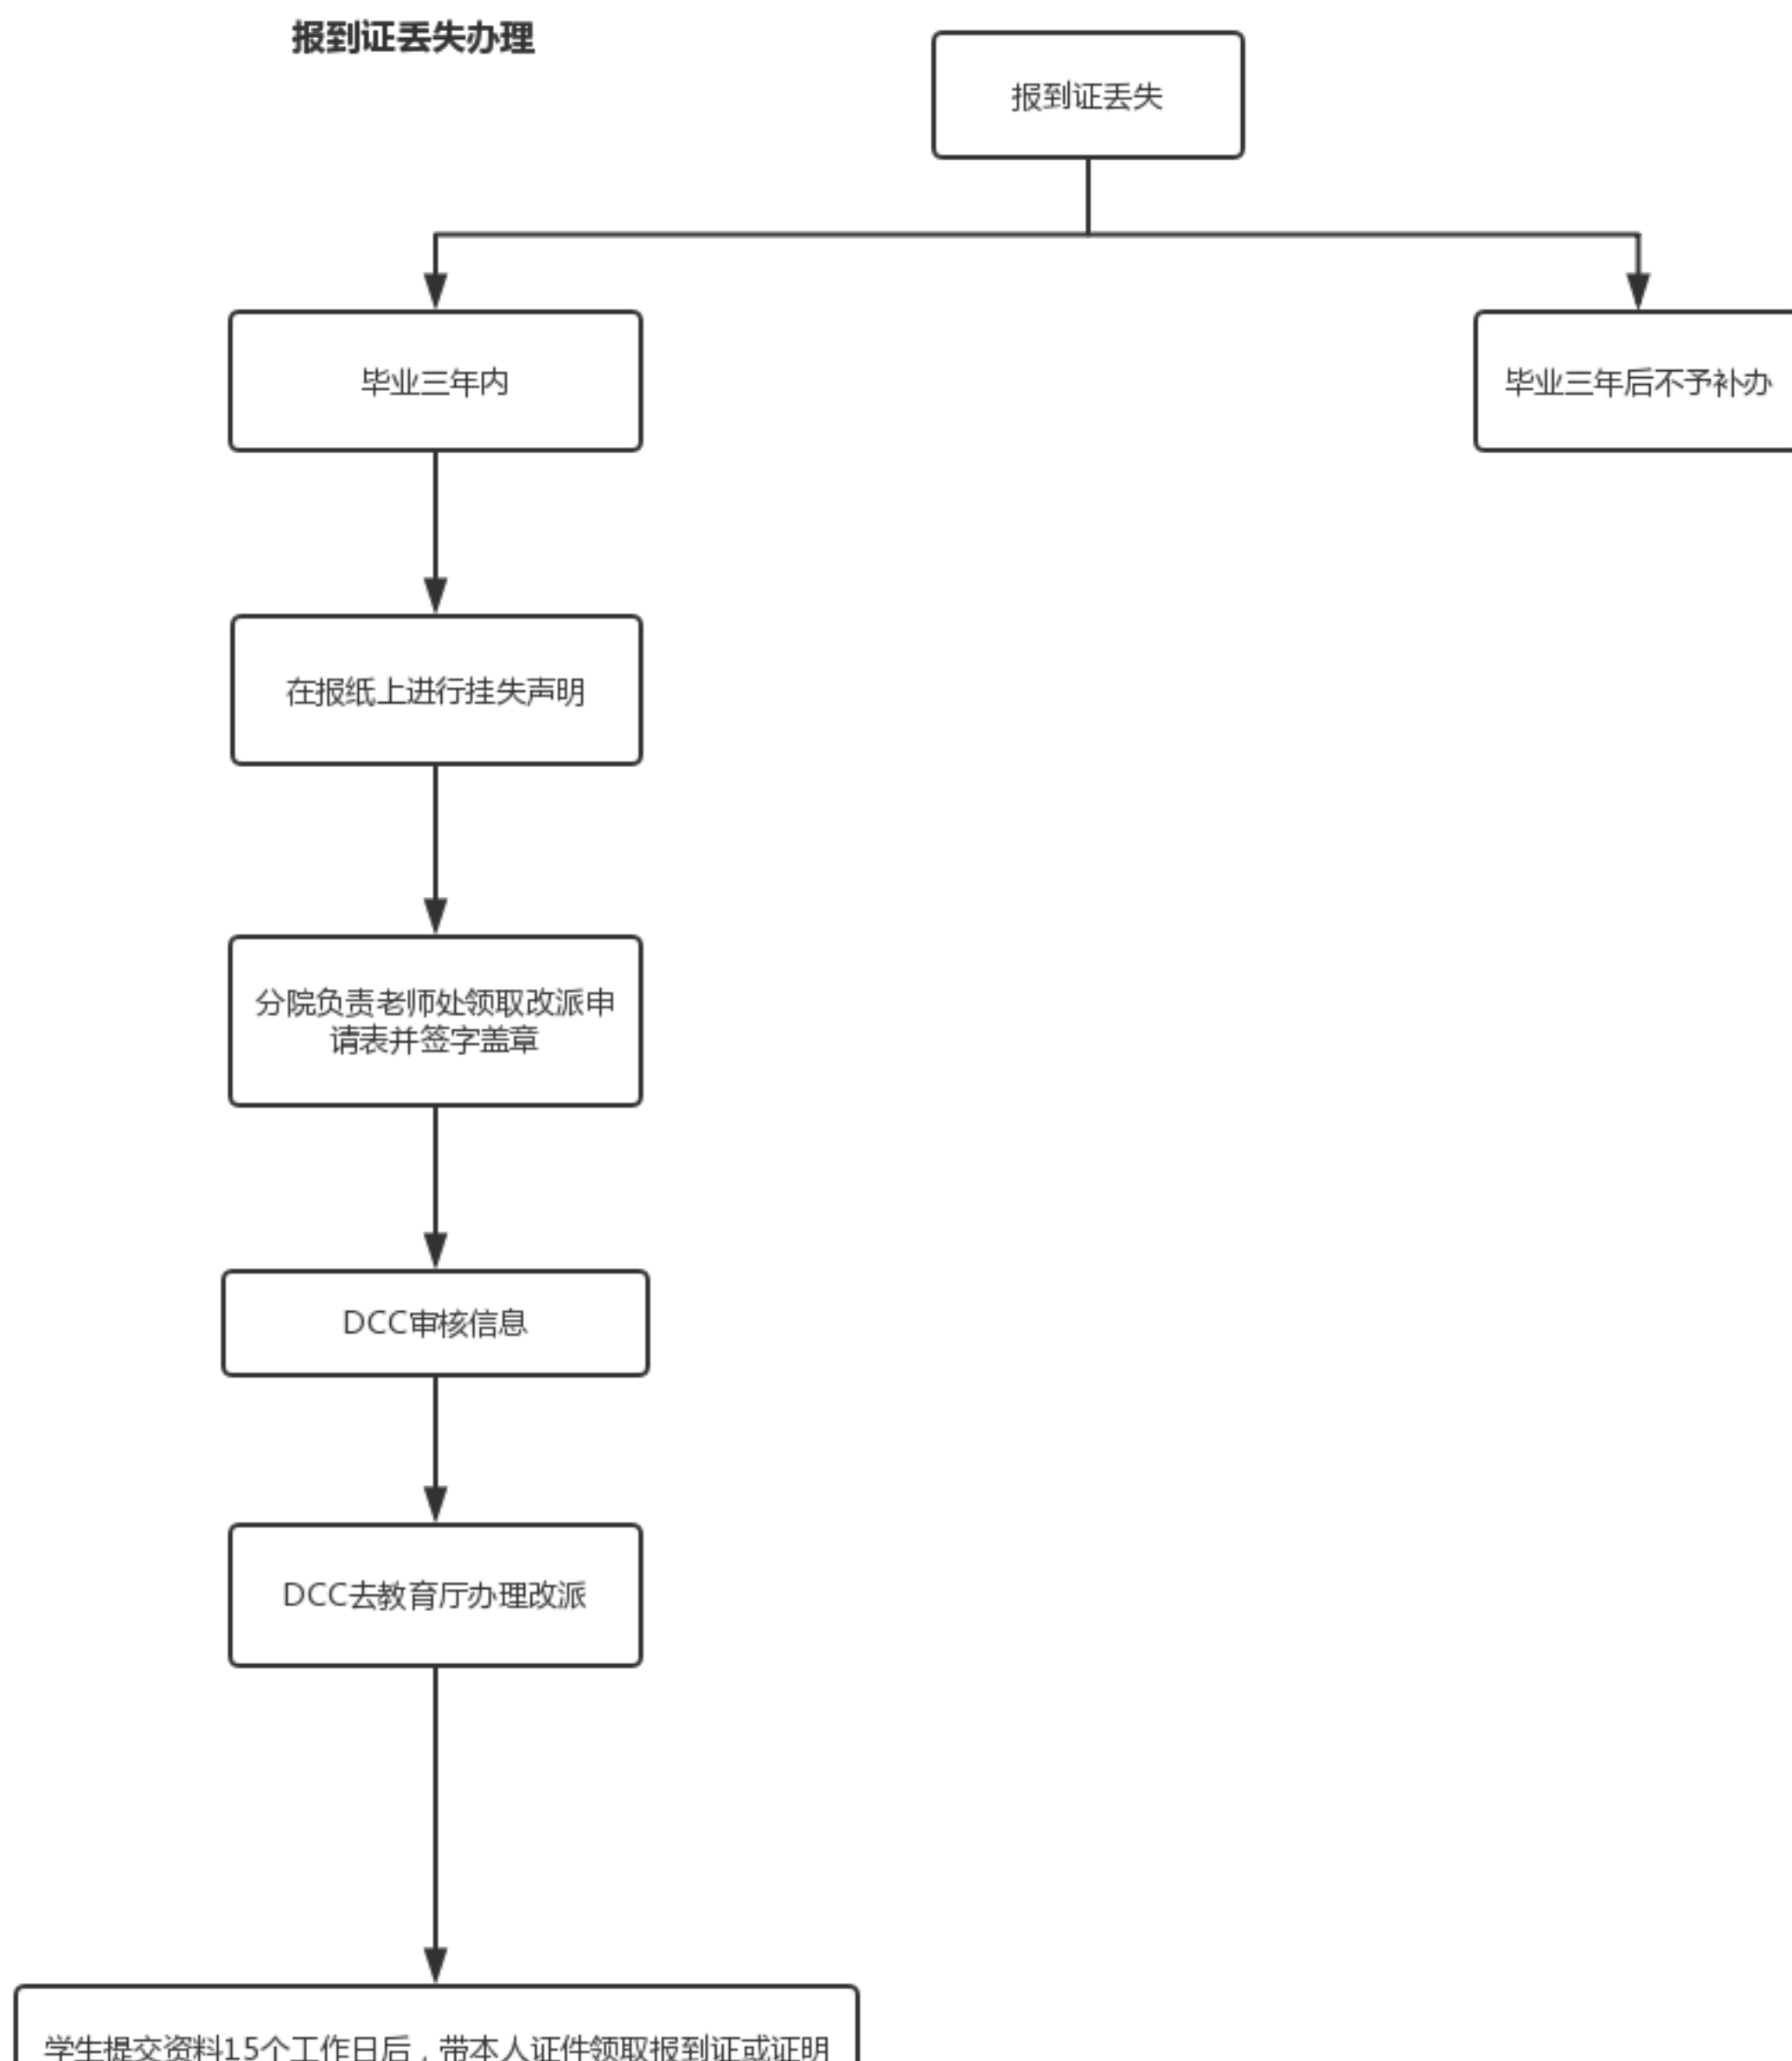 报到证丢失办理
报到证丢失
毕业三年内
毕业三年后不予补办
在报纸上进行挂失声明
分院负责老师处领取改派申
请表并签字盖章
DCC审核信息
DCC去教育厅办理改派
学生提交资料15个工作日后，带本人证件领取报到证或证明